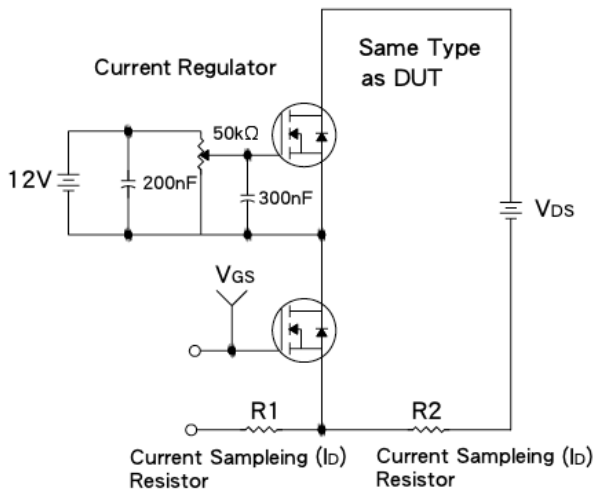 Same Type
as DUT
Current Regulator
50kΩ
12V
200nF
300nF
VDS
VGS
R1
R2
Current Sampleing (ID)
Resistor
Current Sampleing (ID)
Resistor